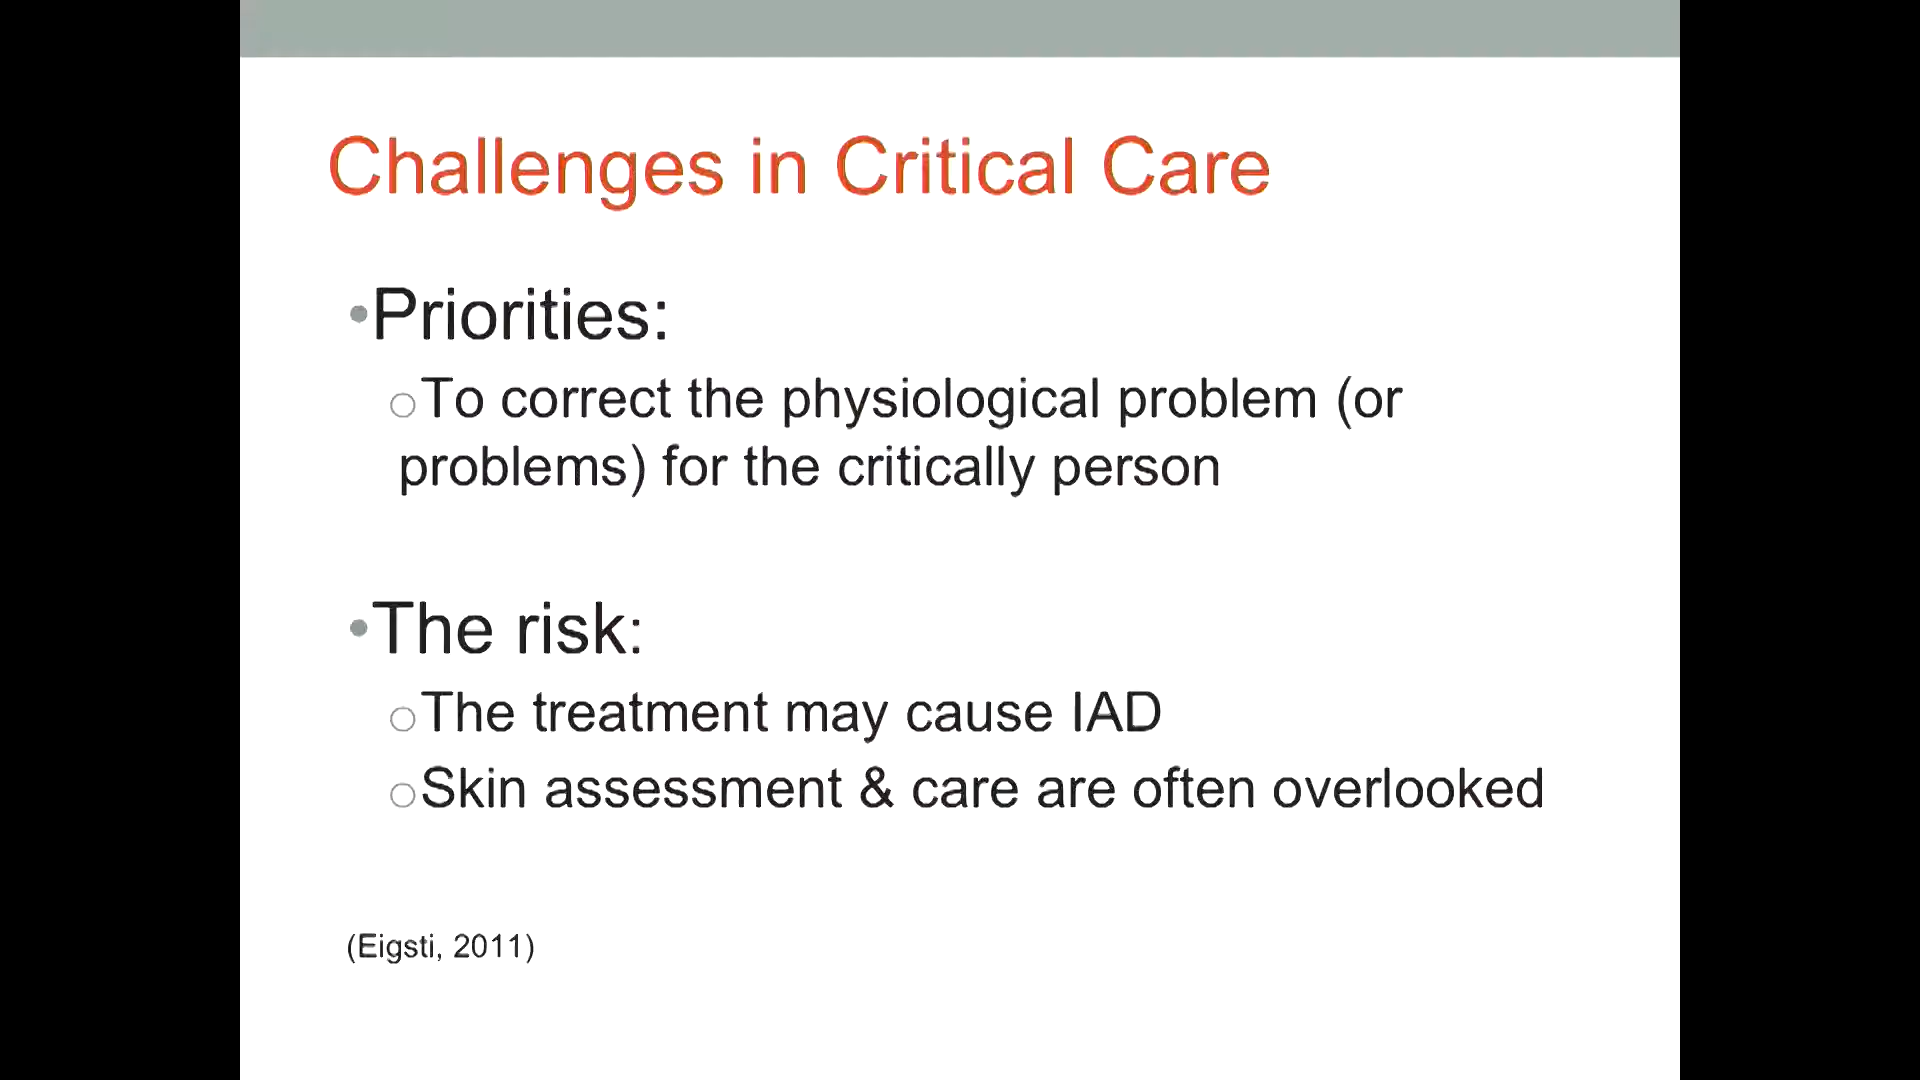 Challenges in Critical Care
•Priorities:
○To correct the physiological problem (or
problems) for the critically person
•The risk:
○The treatment may cause IAD
○Skin assessment & care are often overlooked
(Eigsti, 2011)